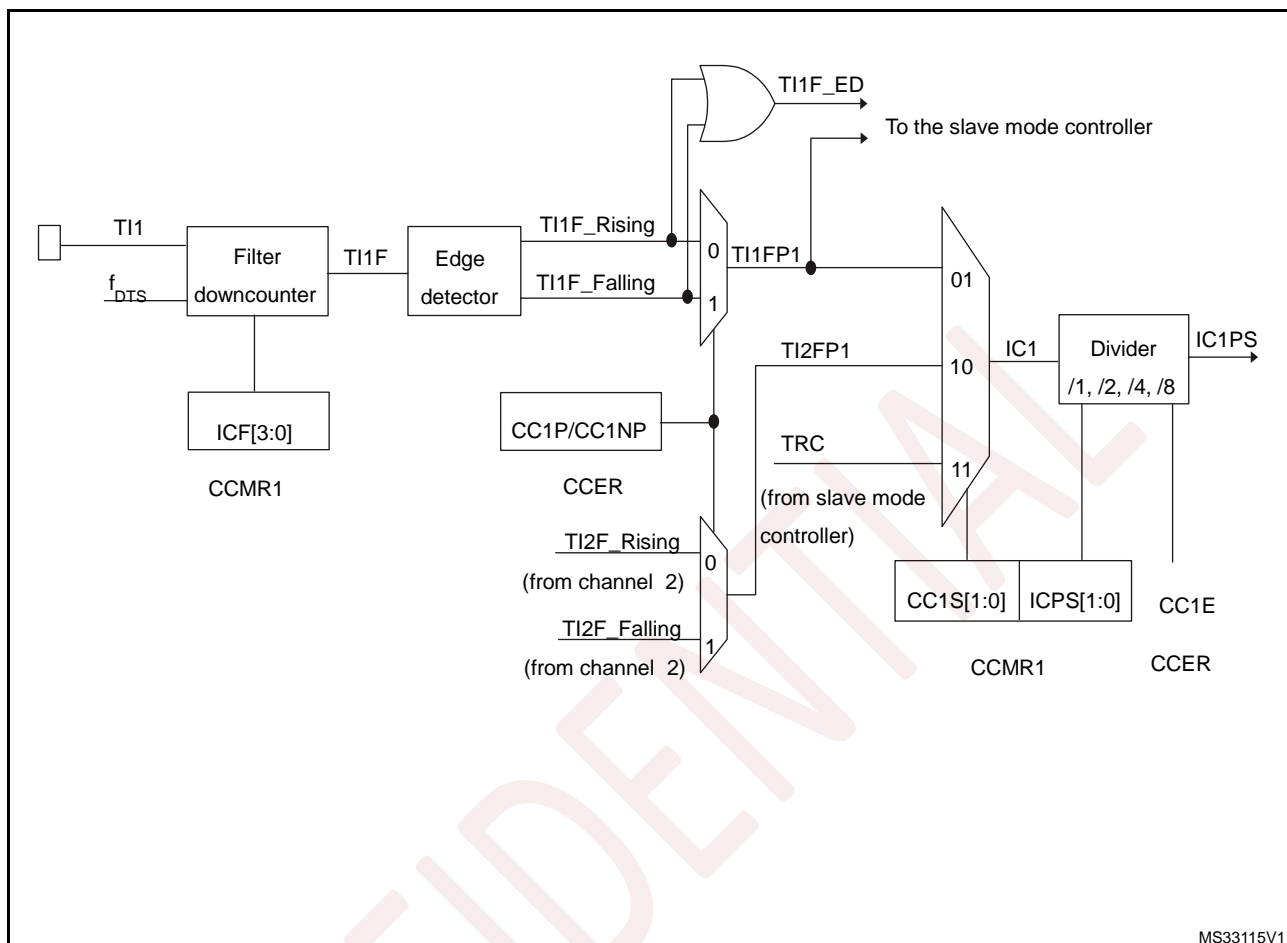 TI1F_ED
To the slave mode controller
TI1
fDTS
Filter
downcounter
TI1F
Edge
detector
TI1F_Rising
TI1F_Falling
0
1
TI1FP1
01
TI2FP1
10
IC1
Divider
/1, /2, /4, /8
IC1PS
ICF[3:0]
CCMR1
CC1P/CC1NP
CCER
TRC
11
(from slave mode
controller)
TI2F_Rising
(from channel 2)
0
TI2F_Falling
(from channel 2)
1
CC1S[1:0]
ICPS[1:0]
CC1E
CCMR1
CCER
MS33115V1
FIDENTIAL